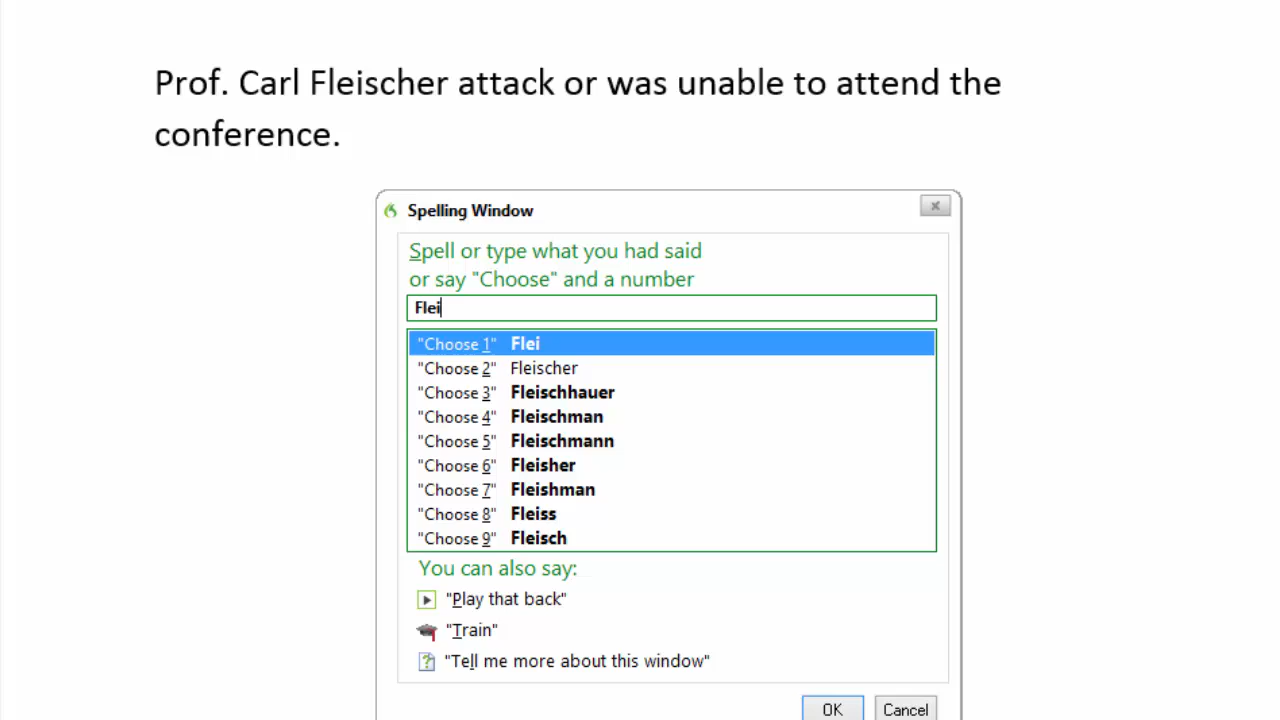 Prof. Carl Fleischer attack or was unable to attend the
conference.
Spelling Window
Spell or type what you had said
or say "Choose" and a number
Flei
"Choose 1" Flei
"Choose 2" Fleischer
"Choose 3" Fleischhauer
"Choose 4" Fleischman
"Choose 5" Fleischmann
"Choose 6" Fleisher
"Choose 7" Fleishman
"Choose 8" Fleiss
"Choose 9" Fleisch
You can also say:
"Play that back"
"Train"
"Tell me more about this window"
OK Cancel